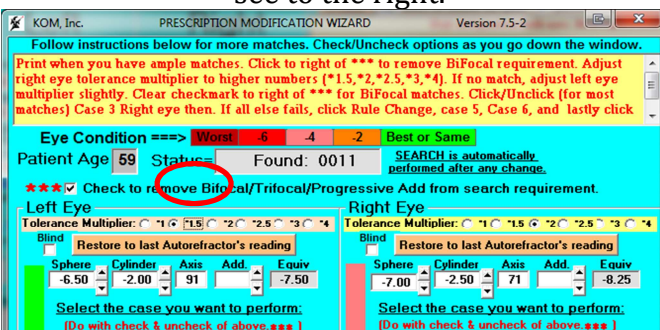 see to the right.
KOM, Inc. PRESCRIPTION MODIFICATION WIZARD Version 7.5-2
Follow instructions below for more matches. Check/Uncheck options as you go down the window.
Print when you have ample matches. Click to right of *** to remove BiFocal requirement. Adjust
right eye tolerance multiplier to higher numbers (*1.5,*2,*2.5,*3,*4). If no match, adjust left eye
multiplier slightly. Clear checkmark to right of *** for BiFocal matches. Click/Unclick (for most
matches) Case 3 Right eye then. If all else fails, click Rule Change, case 5, Case 6, and lastly click
Eye Condition ===> Worst -6 -4 -2 Best or Same
Patient Age 59 Status= Found: 0011 SEARCH is automatically
performed after any change.
*** Check to remove Bifocal/Trifocal/Progressive Add from search requirement.
Left Eye Right Eye
Tolerance Multiplier: *1 *1.5 *2 *2.5 *3 *4 Tolerance Multiplier: *1 *1.5 *2 *2.5 *3 *4
Blind Restore to last Autorefractor's reading Blind Restore to last Autorefractor's reading
Sphere Cylinder Axis Add. Equiv Sphere Cylinder Axis Add. Equiv
-6.50 -2.00 91 -7.50 -7.00 -2.50 71 -8.25
Select the case you want to perform: Select the case you want to perform:
(Do with check & uncheck of above.*** ) (Do with check & uncheck of above.*** )